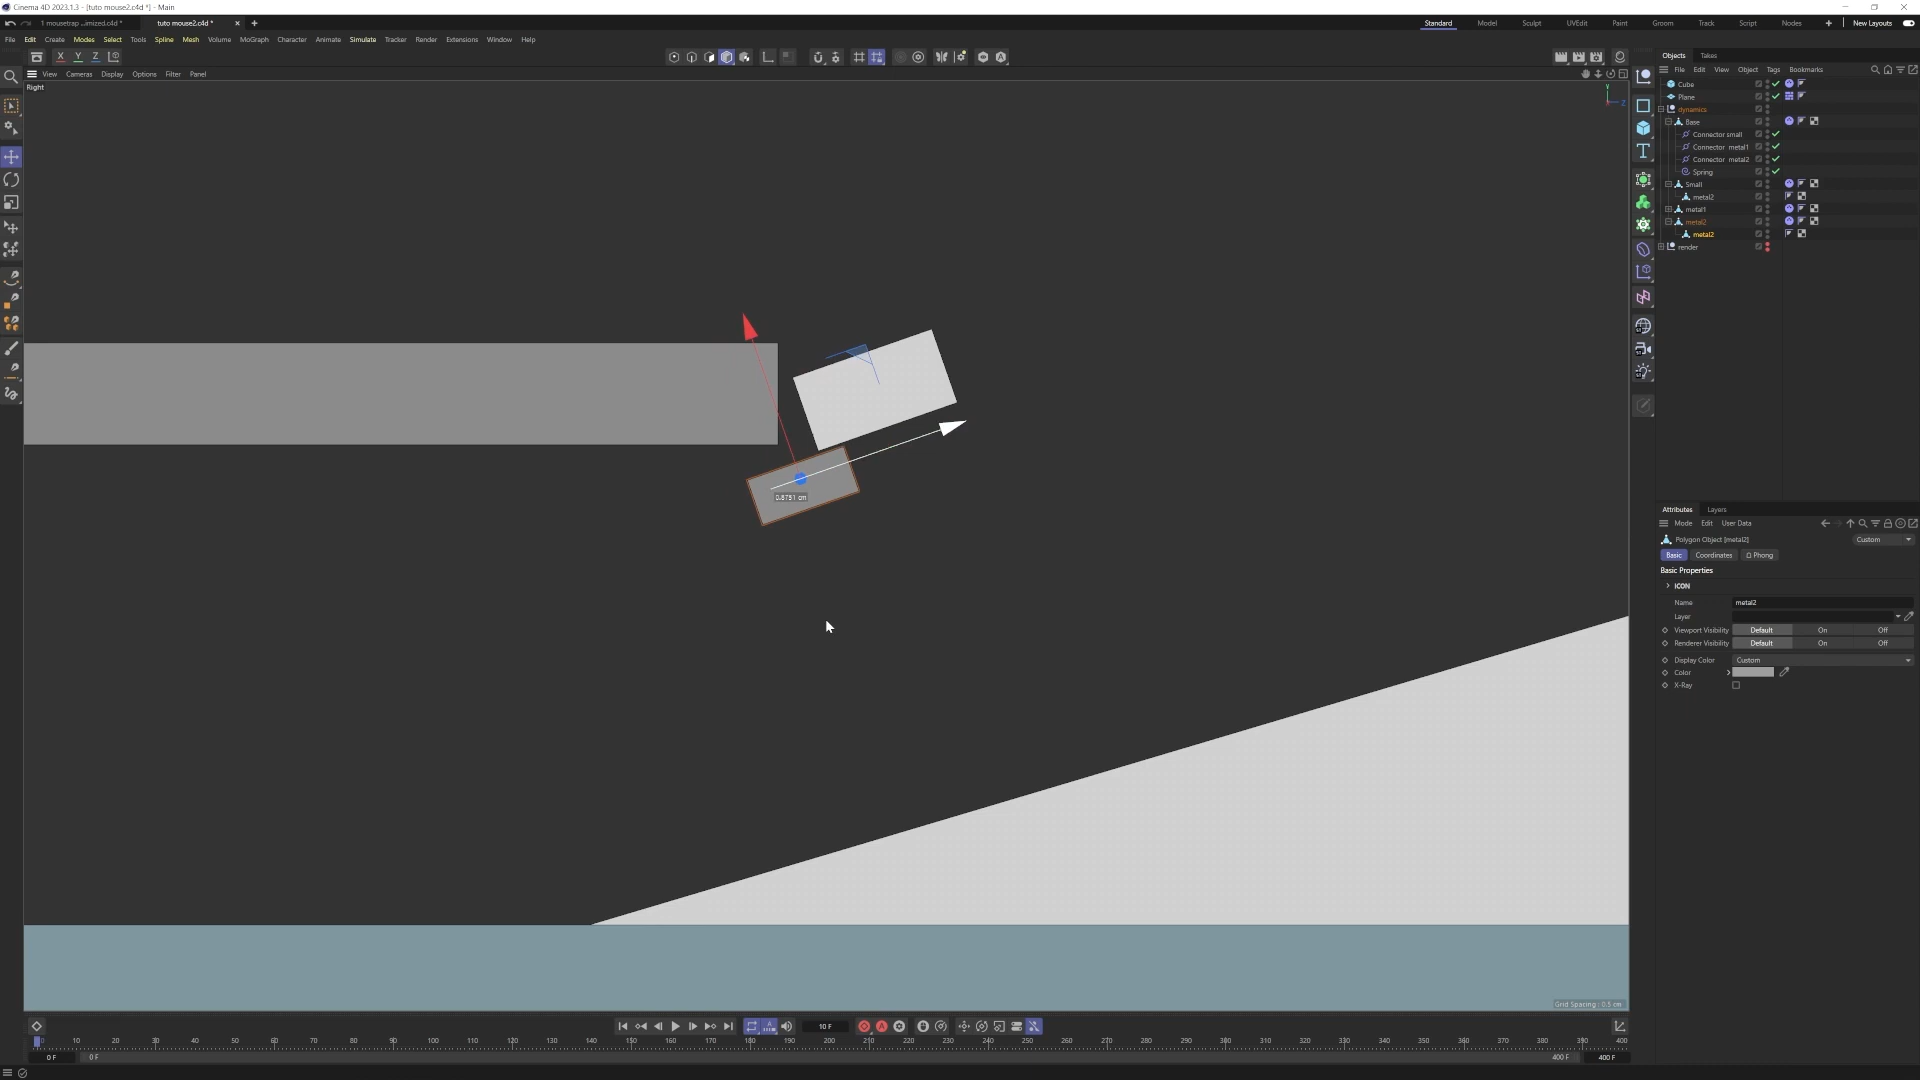 Cinema 4D 2023.1.3 - [tuto mouse2.c4d *] - Main
1 mousetrap ...imized.c4d *
tuto mouse2.c4d *
Standard
Model
Sculpt
UVEdit
Paint
Groom
Track
Script
Nodes
New Layouts
File Edit Create Modes Select Tools Spline Mesh Volume MoGraph Character Animate Simulate Tracker Render Extensions Window Help
X Y Z
View Cameras Display Options Filter Panel
Right
Y
Z
0.8781 cm
Grid Spacing : 0.5 cm
Objects Takes
File Edit View Object Tags Bookmarks
Cube
Plane
dynamics
Base
Connector small
Connector metal1
Connector metal2
Spring
Small
metal2
metal1
metal2
metal2
render
Attributes Layers
Mode Edit User Data
Polygon Object [metal2]
Custom
Basic Coordinates Phong
Basic Properties
ICON
Name metal2
Layer
Viewport Visibility Default On Off
Renderer Visibility Default On Off
Display Color Custom
Color
X-Ray
10 F
0 10 20 30 40 50 60 70 80 90 100 110 120 130 140 150 160 170 180 190 200 210 220 230 240 250 260 270 280 290 300 310 320 330 340 350 360 370 380 390 400
0 F
0 F
400 F
400 F